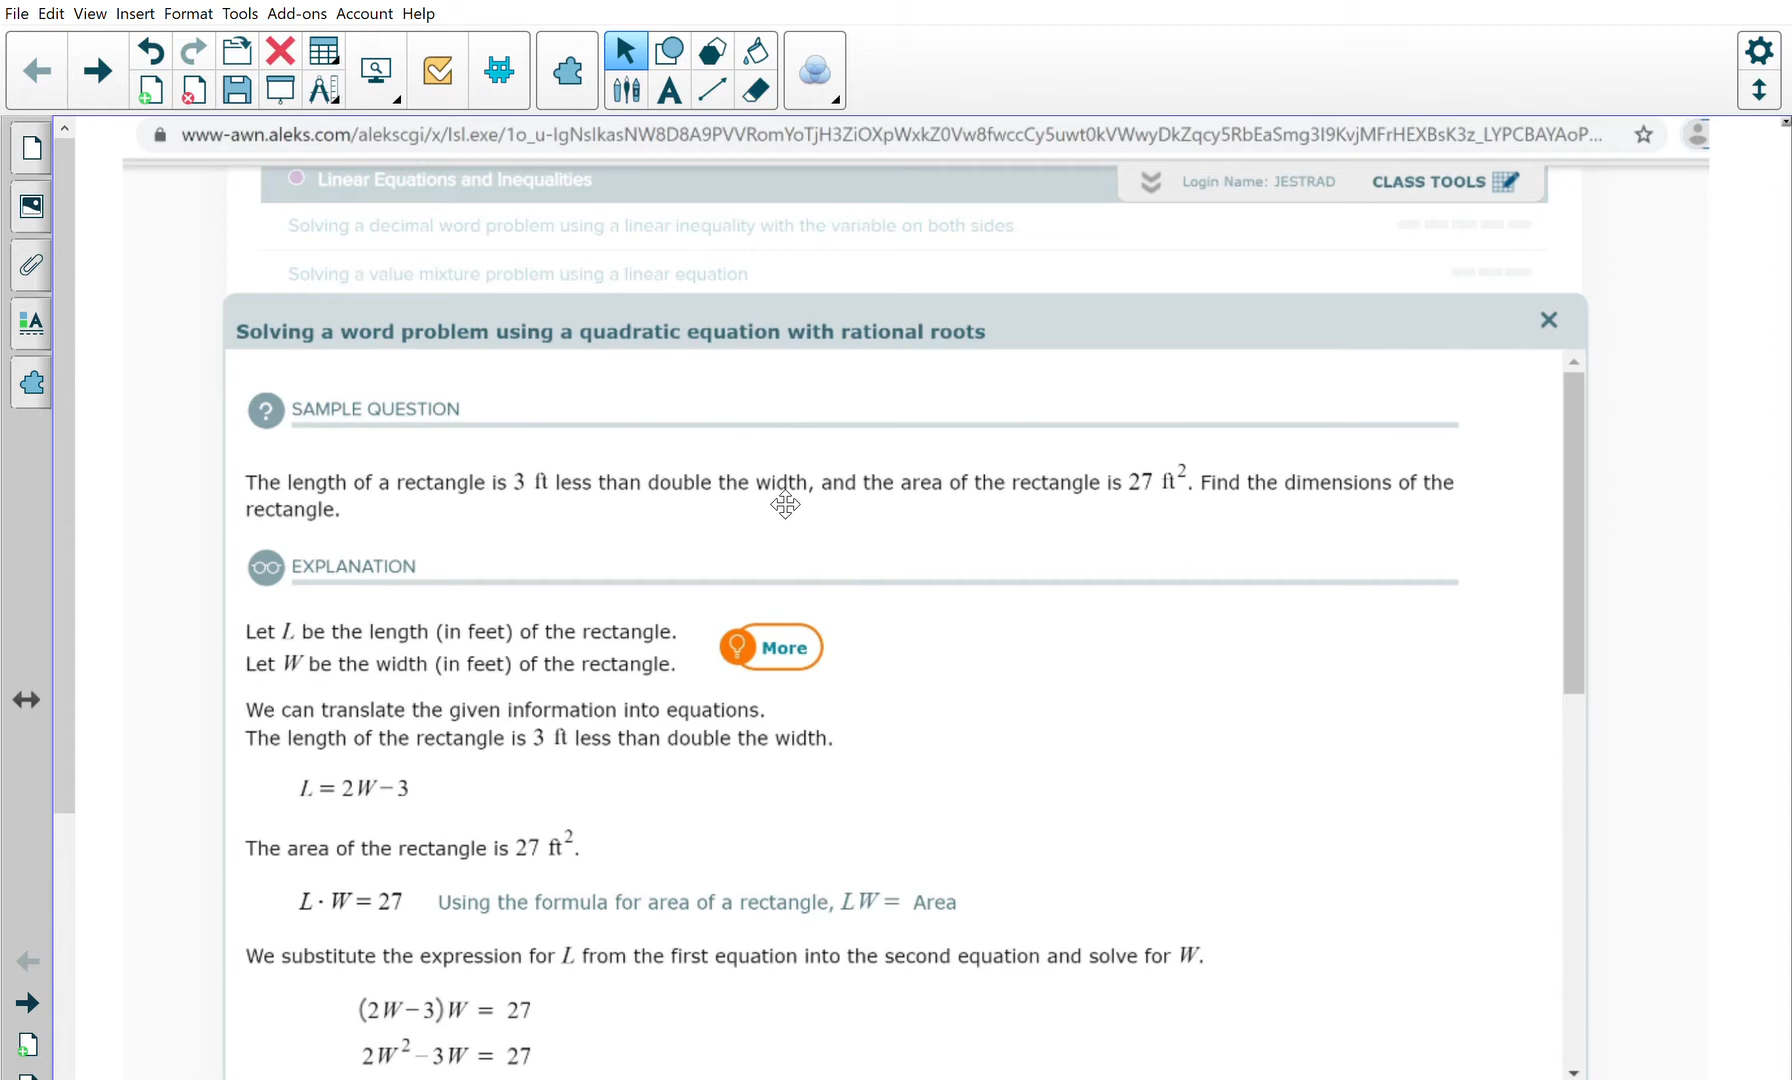 File Edit View Insert Format Tools Add-ons Account Help
www-awn.aleks.com/alekscgi/x/Isl.exe/1o_u-IgNsIkasNW8D8A9PVVRomYoTjH3ZiOXpWxkZ0Vw8fwccCy5uwt0kVWwyDkZqcy5RbEaSmg3I9KvjMFrHEXBsK3z_LYPCBAYAoP...
Linear Equations and Inequalities
Login Name: JESTRAD CLASS TOOLS
Solving a decimal word problem using a linear inequality with the variable on both sides
Solving a value mixture problem using a linear equation
Solving a word problem using a quadratic equation with rational roots
? SAMPLE QUESTION
The length of a rectangle is 3 ft less than double the width, and the area of the rectangle is 27 ft². Find the dimensions of the
rectangle.
EXPLANATION
Let L be the length (in feet) of the rectangle.
Let W be the width (in feet) of the rectangle.
More
We can translate the given information into equations.
The length of the rectangle is 3 ft less than double the width.
L = 2W−3
The area of the rectangle is 27 ft².
L · W = 27 Using the formula for area of a rectangle, LW = Area
We substitute the expression for L from the first equation into the second equation and solve for W.
(2W−3)W = 27
2W² − 3W = 27